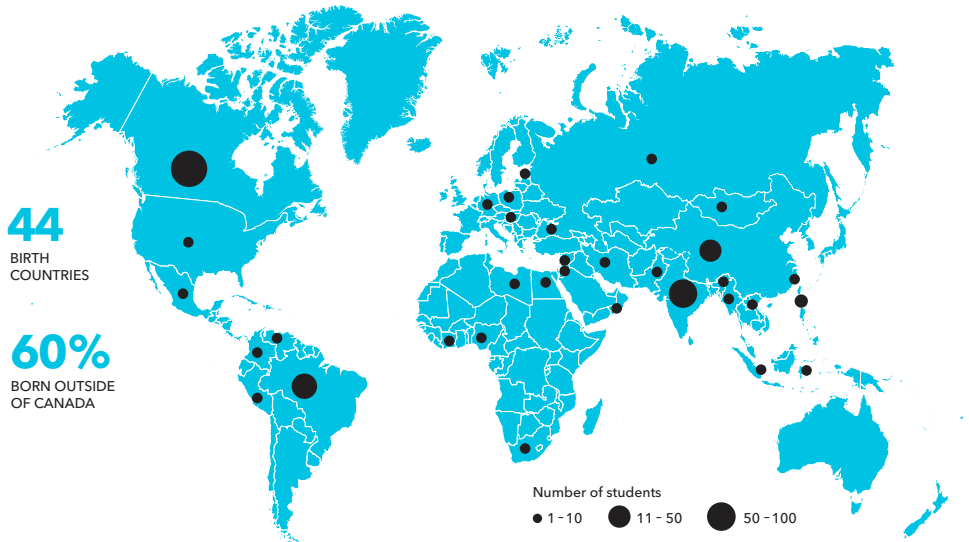 44
BIRTH
COUNTRIES
60%
BORN OUTSIDE
OF CANADA
Number of students
1–10 11–50 50–100